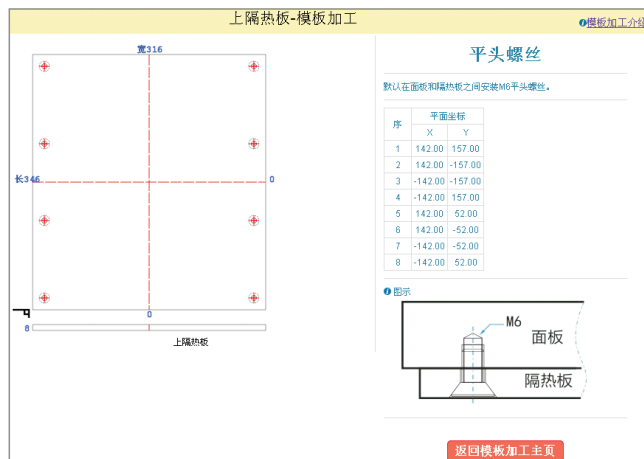 上隔热板-模板加工
模板加工介绍
宽316
长346
0
0
8
上隔热板
平头螺丝
默认在面板和隔热板之间安装M6平头螺丝。
序 平面坐标
X Y
1 142.00 157.00
2 142.00 -157.00
3 -142.00 -157.00
4 -142.00 157.00
5 142.00 52.00
6 142.00 -52.00
7 -142.00 -52.00
8 -142.00 52.00
图示
M6
面板
隔热板
返回模板加工主页